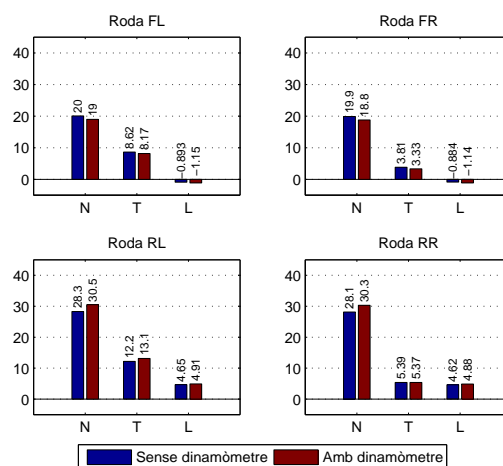 Roda FL
Roda FR
40
30
20
10
0
20
19
8.62
8.17
−0.893
−1.15
N
T
L
40
30
20
10
0
19.9
18.8
3.81
3.33
−0.884
−1.14
N
T
L
Roda RL
Roda RR
40
30
20
10
0
28.3
30.5
12.2
13.1
4.65
4.91
N
T
L
40
30
20
10
0
28.1
30.3
5.39
5.37
4.62
4.88
N
T
L
Sense dinamòmetre
Amb dinamòmetre